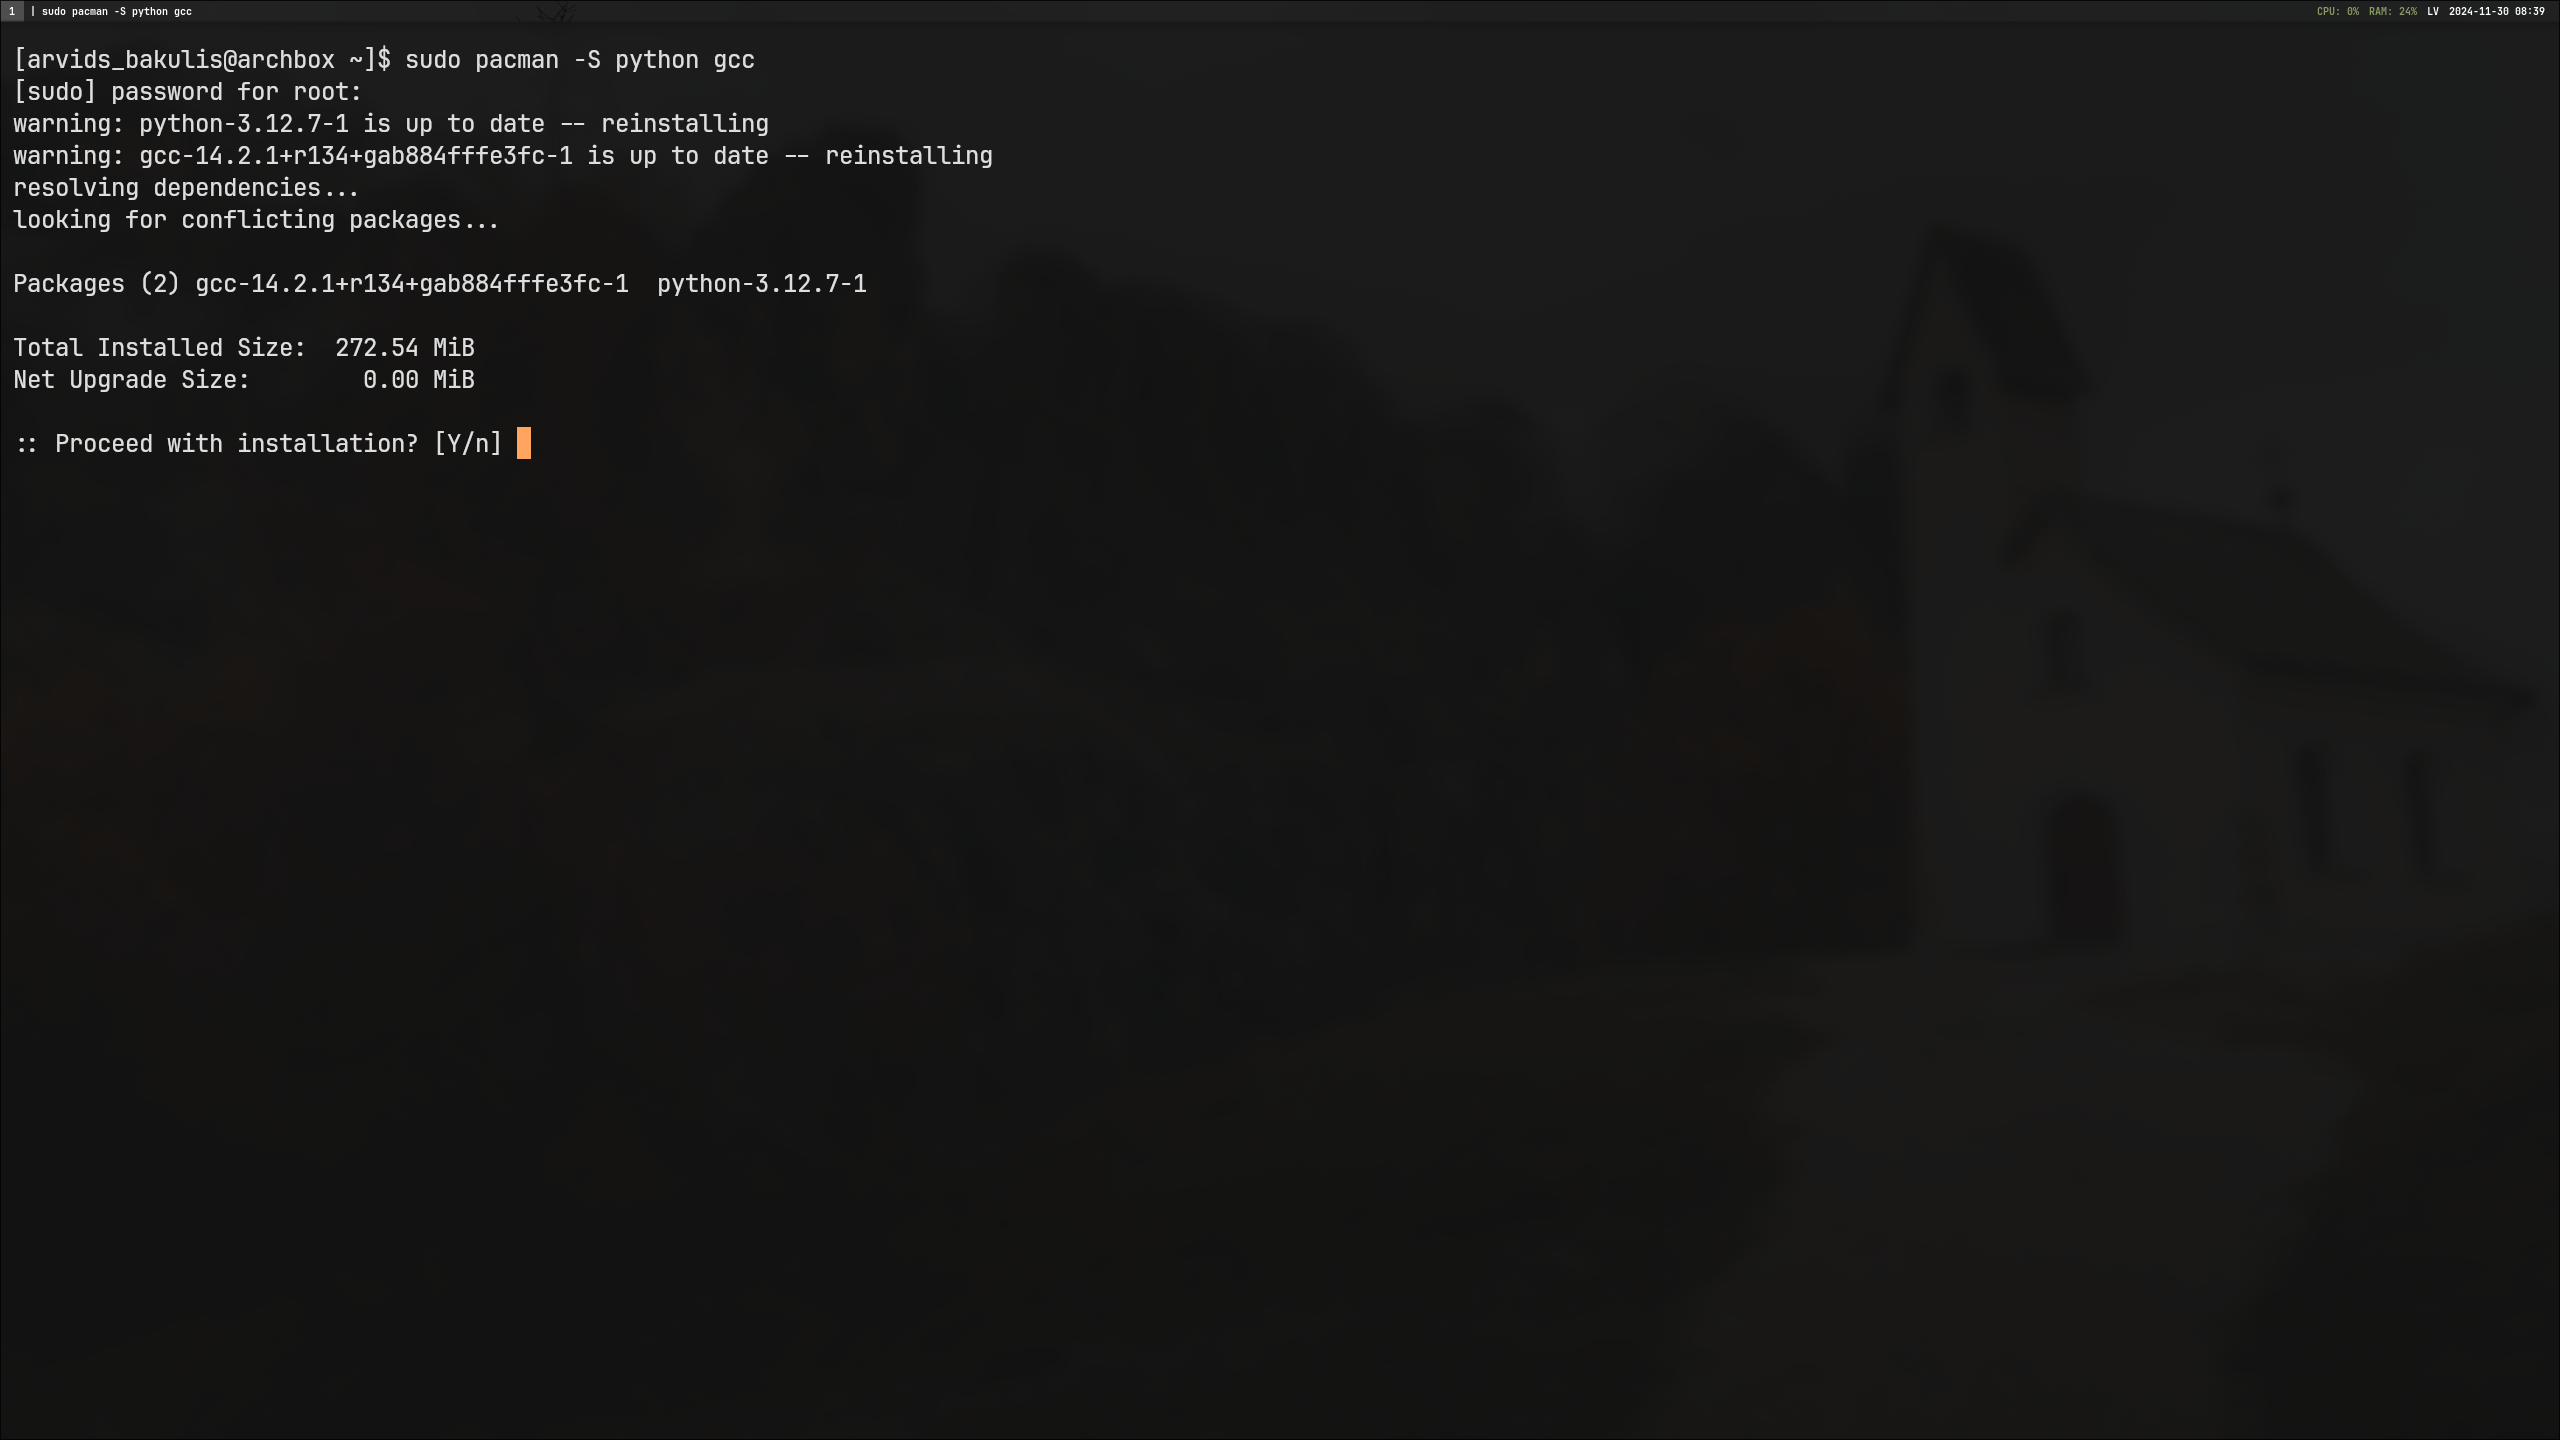 1 | sudo pacman -S python gcc CPU: 0% RAM: 24% LV 2024-11-30 08:39
[arvids_bakulis@archbox ~]$ sudo pacman -S python gcc
[sudo] password for root:
warning: python-3.12.7-1 is up to date -- reinstalling
warning: gcc-14.2.1+r134+gab884fffe3fc-1 is up to date -- reinstalling
resolving dependencies...
looking for conflicting packages...
Packages (2) gcc-14.2.1+r134+gab884fffe3fc-1  python-3.12.7-1
Total Installed Size:  272.54 MiB
Net Upgrade Size:        0.00 MiB
:: Proceed with installation? [Y/n]